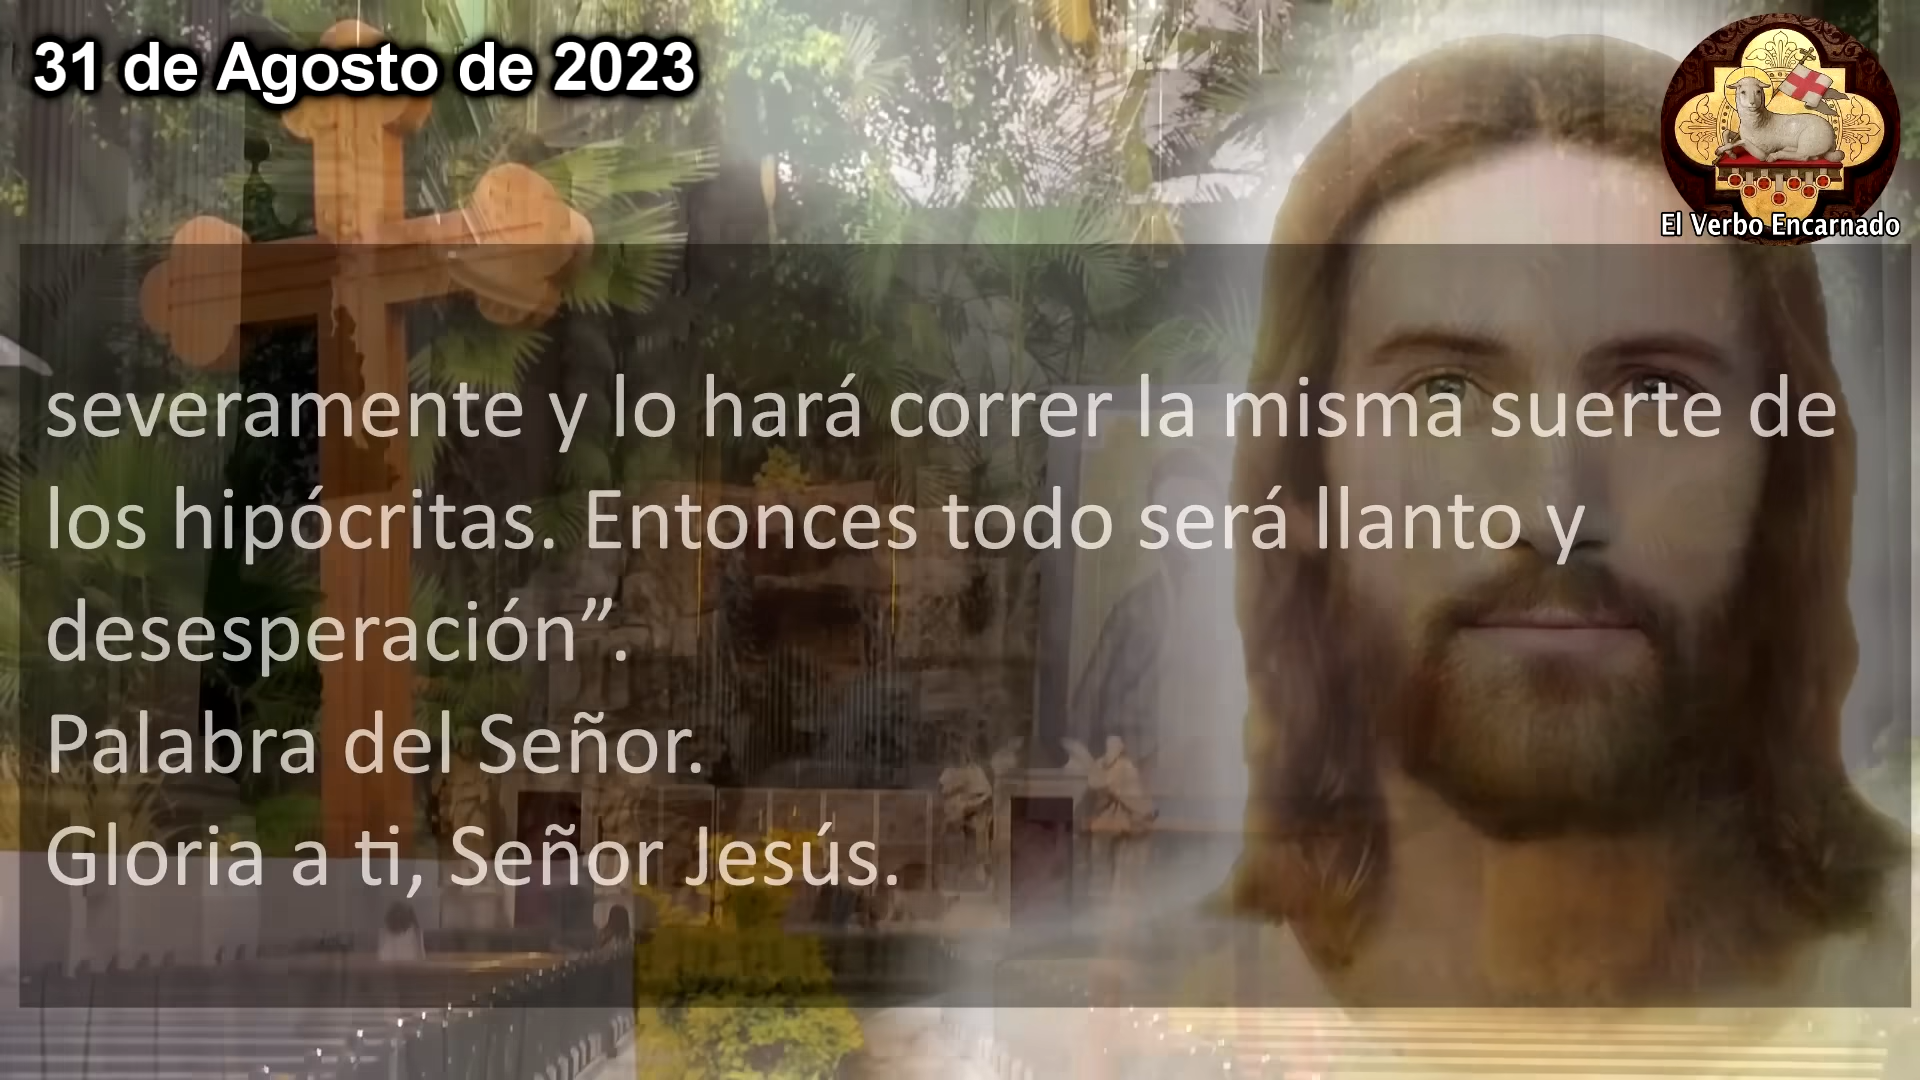 31 de Agosto de 2023
El Verbo Encarnado
severamente y lo hará correr la misma suerte de
los hipócritas. Entonces todo será llanto y
desesperación”.
Palabra del Señor.
Gloria a ti, Señor Jesús.